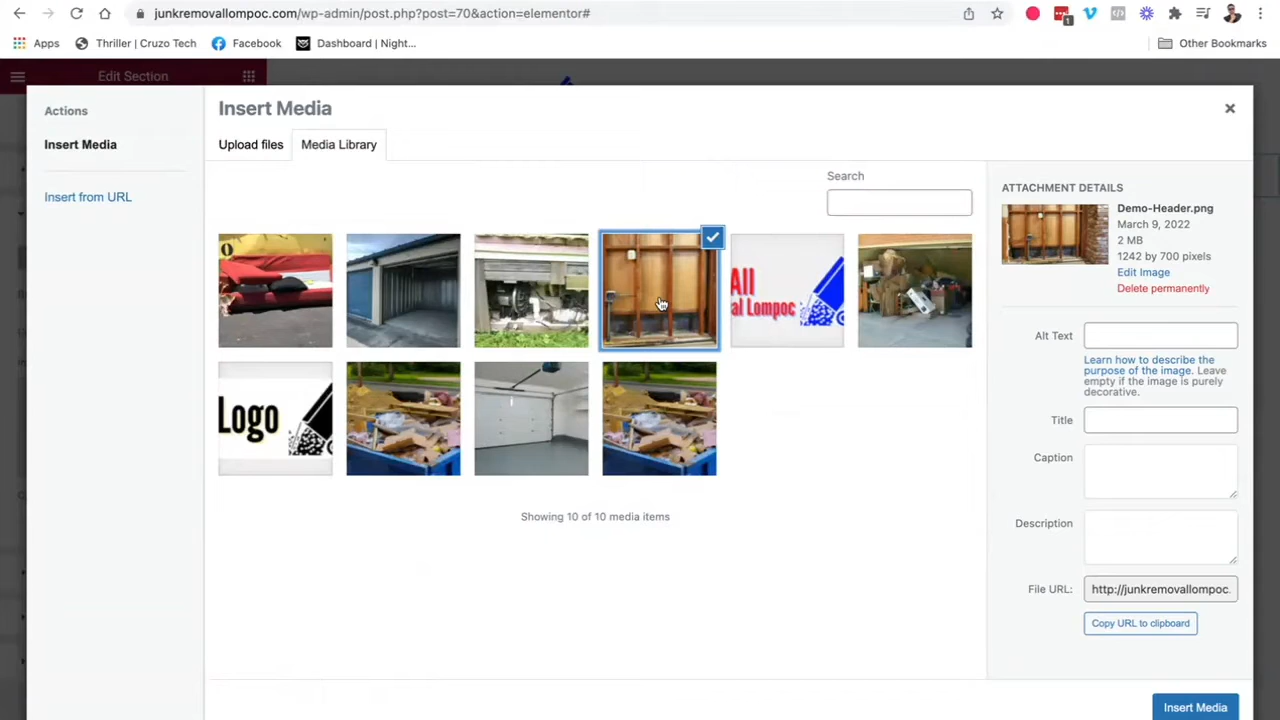 junkremovallompoc.com/wp-admin/post.php?post=70&action=elementor#
1
Apps
Thriller | Cruzo Tech
Facebook
Dashboard | Night...
Other Bookmarks
Edit Section
Actions
Insert Media
Insert from URL
Insert Media
Upload files
Media Library
Search
All
al Lompoc
Logo
Showing 10 of 10 media items
ATTACHMENT DETAILS
Demo-Header.png
March 9, 2022
2 MB
1242 by 700 pixels
Edit Image
Delete permanently
Alt Text
Learn how to describe the
purpose of the image. Leave
empty if the image is purely
decorative.
Title
Caption
Description
File URL:
http://junkremovallompoc.
Copy URL to clipboard
Insert Media